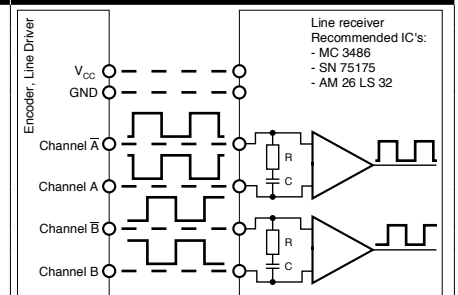 Encoder, Line Driver
Line receiver
Recommended IC's:
- MC 3486
- SN 75175
- AM 26 LS 32
VCC
GND
Channel A̅
R
C
Channel A
Channel B̅
R
C
Channel B